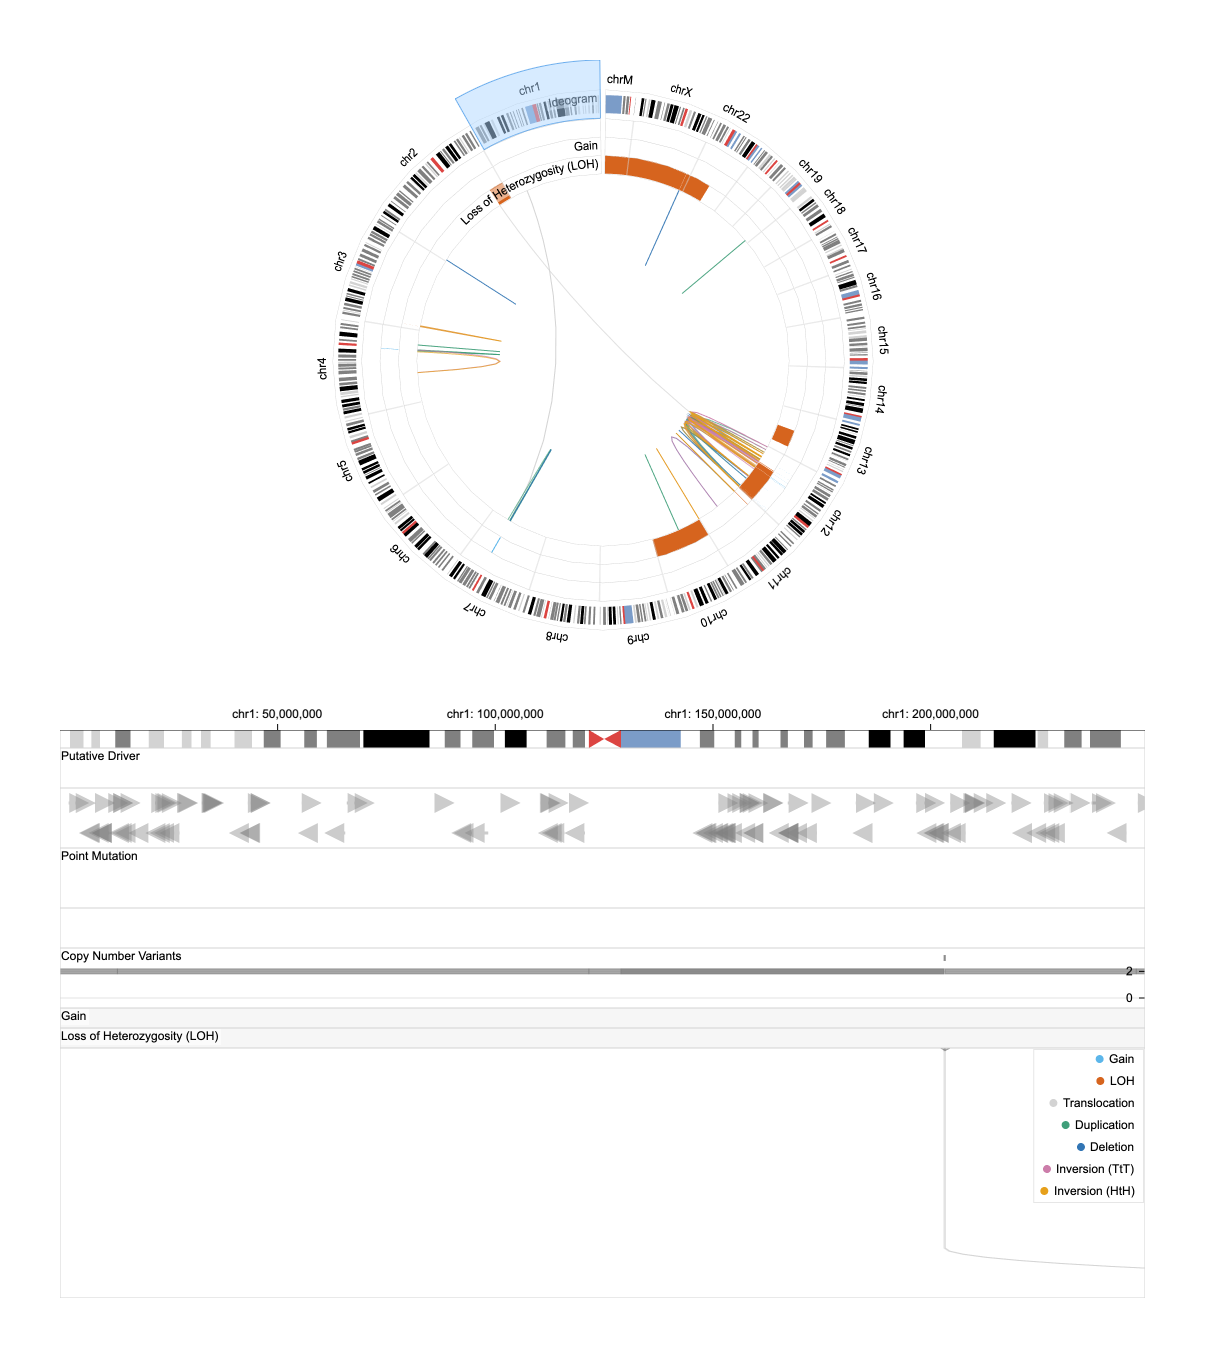 chrM
chrX
chr22
chr19
chr18
chr17
chr16
chr15
chr14
chr13
chr12
chr11
chr10
chr9
chr8
chr7
chr6
chr5
chr4
chr3
chr2
chr1
Ideogram
Gain
Loss of Heterozygosity (LOH)
chr1: 50,000,000 chr1: 100,000,000 chr1: 150,000,000 chr1: 200,000,000
Putative Driver
Point Mutation
Copy Number Variants
2
0
Gain
Loss of Heterozygosity (LOH)
Gain
LOH
Translocation
Duplication
Deletion
Inversion (TtT)
Inversion (HtH)